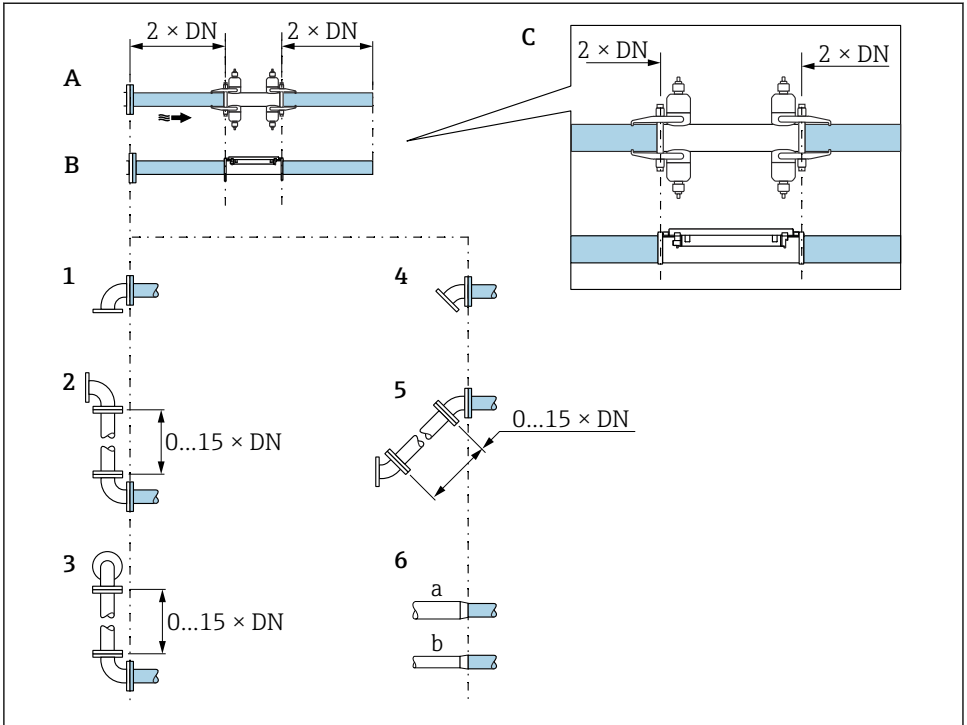 2 × DN
2 × DN
A
B
C
2 × DN
2 × DN
1
4
2
0...15 × DN
5
0...15 × DN
3
0...15 × DN
6
a
b